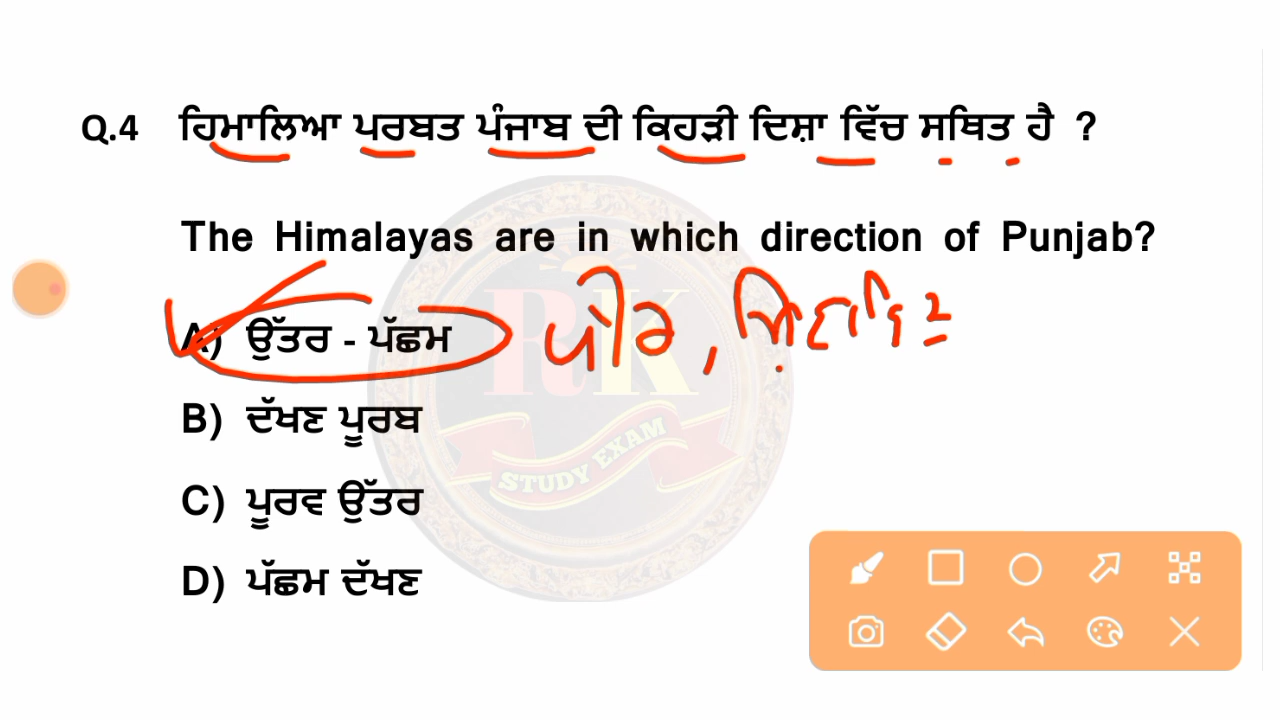 Q.4 ਹਿਮਾਲਿਆ ਪਰਬਤ ਪੰਜਾਬ ਦੀ ਕਿਹੜੀ ਦਿਸ਼ਾ ਵਿੱਚ ਸਥਿਤ ਹੈ ?
The Himalayas are in which direction of Punjab?
A) ਉੱਤਰ - ਪੱਛਮ
B) ਦੱਖਣ ਪੂਰਬ
C) ਪੂਰਵ ਉੱਤਰ
D) ਪੱਛਮ ਦੱਖਣ
RK
STUDY EXAM